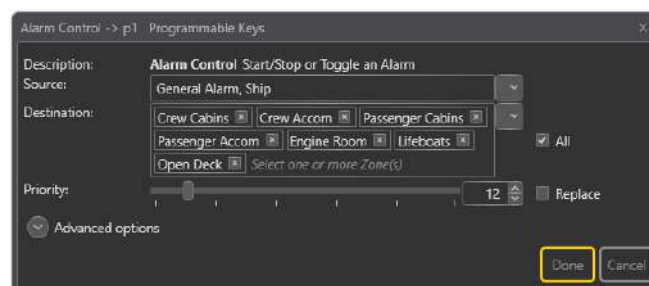 Alarm Control -> p1 Programmable Keys X
Description: Alarm Control Start/Stop or Toggle an Alarm
Source: General Alarm, Ship
Destination: Crew Cabins Crew Accom Passenger Cabins
Passenger Accom Engine Room Lifeboats All
Open Deck Select one or more Zone(s)
Priority: 12 Replace
Advanced options
Done Cancel